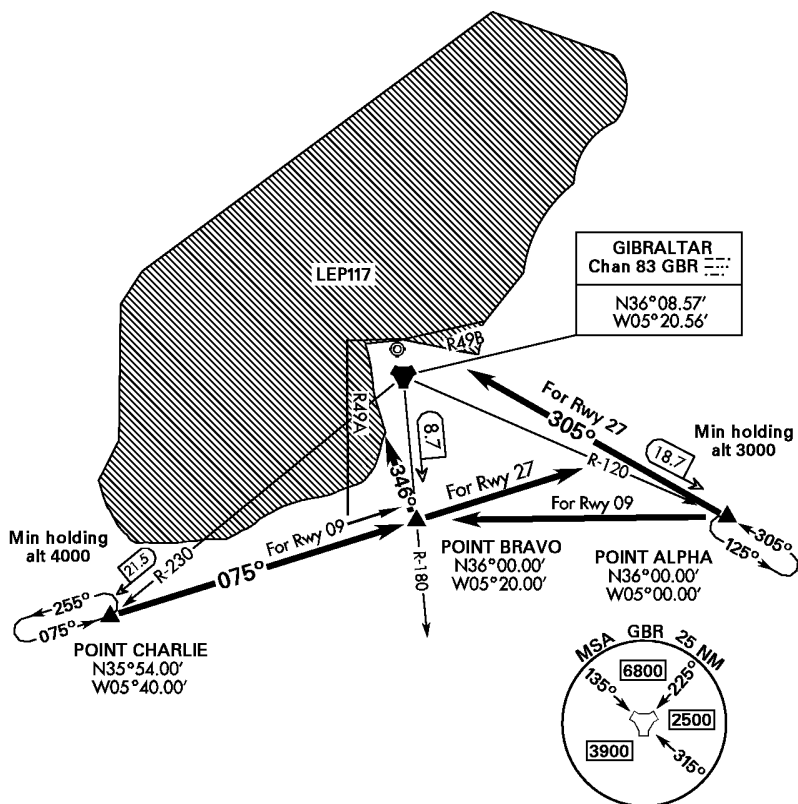 LEP117
GIBRALTAR
Chan 83 GBR
N36°08.57'
W05°20.56'
R49B
R49A
8.7
For Rwy 27
305°
Min holding
alt 3000
18.7
R-120
346°
For Rwy 27
For Rwy 09
For Rwy 09
305°
125°
Min holding
alt 4000
21.5
R-230
075°
R-180
POINT BRAVO
N36°00.00'
W05°20.00'
POINT ALPHA
N36°00.00'
W05°00.00'
255°
075°
POINT CHARLIE
N35°54.00'
W05°40.00'
MSA GBR 25 NM
6800
135°
225°
2500
3900
315°